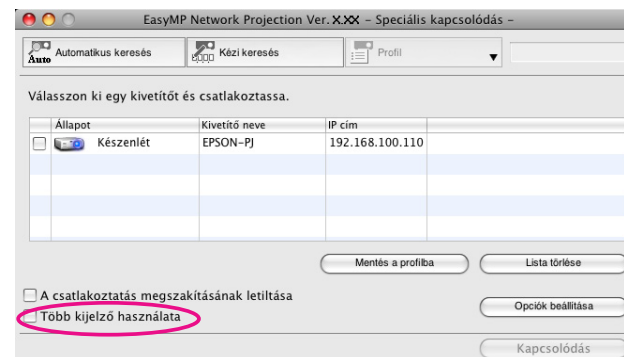 EasyMP Network Projection Ver. X.XX – Speciális kapcsolódás –
Auto Automatikus keresés Kézi keresés Profil
Válasszon ki egy kivetítőt és csatlakoztassa.
Állapot Kivetítő neve IP cím
Készenlét EPSON-PJ 192.168.100.110
Mentés a profilba Lista törlése
A csatlakoztatás megszakításának letiltása
Több kijelző használata
Opciók beállítása
Kapcsolódás